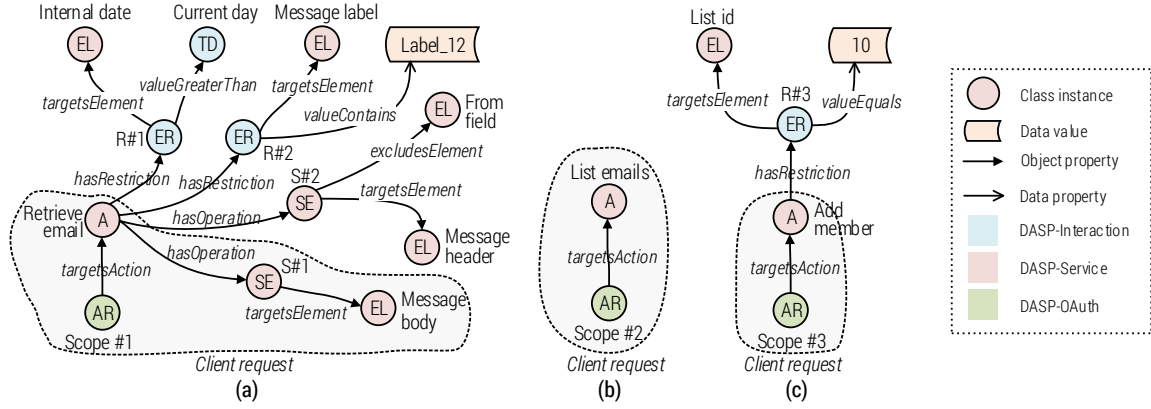 Internal date
Current day
Message label
EL
TD
EL
Label_12
targetsElement
valueGreaterThan
targetsElement
valueContains
EL
From
field
R#1
ER
ER
R#2
excludesElement
hasRestriction
hasRestriction
S#2
SE
targetsElement
Retrieve
email
A
hasOperation
EL
Message
header
hasOperation
targetsAction
S#1
SE
targetsElement
EL
Message
body
AR
Scope #1
Client request
(a)
List emails
A
targetsAction
AR
Scope #2
Client request
(b)
List id
EL
10
targetsElement
R#3
valueEquals
ER
hasRestriction
A
Add
member
targetsAction
AR
Scope #3
Client request
(c)
Class instance
Data value
Object property
Data property
DASP-Interaction
DASP-Service
DASP-OAuth